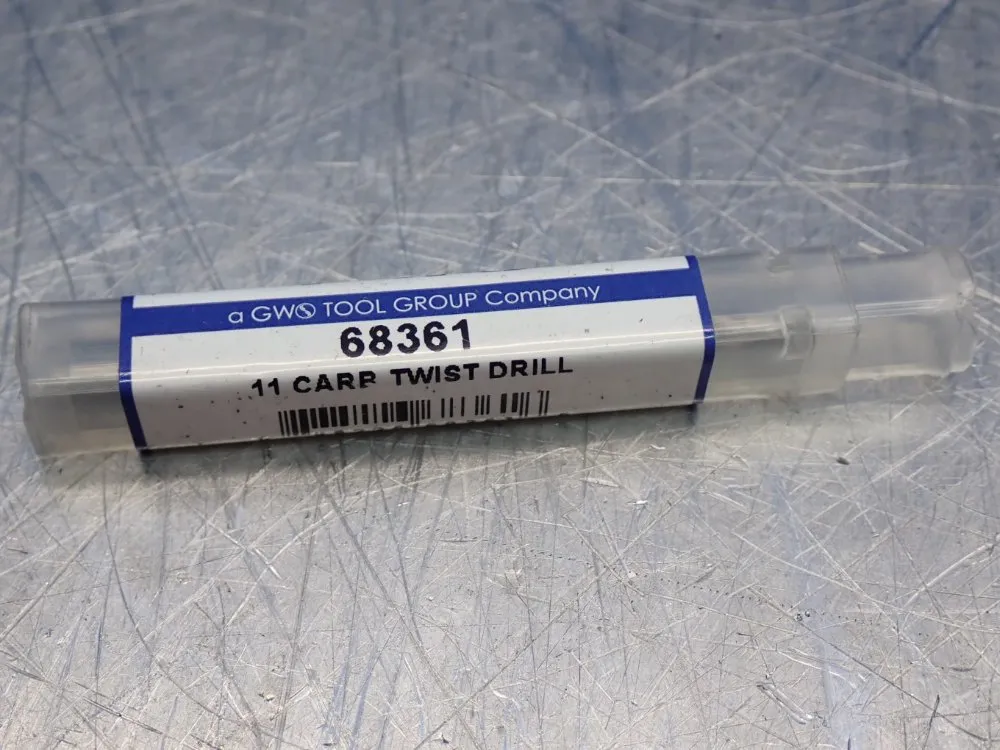 a GWS TOOL GROUP Company
68361
11 CARB TWIST DRILL